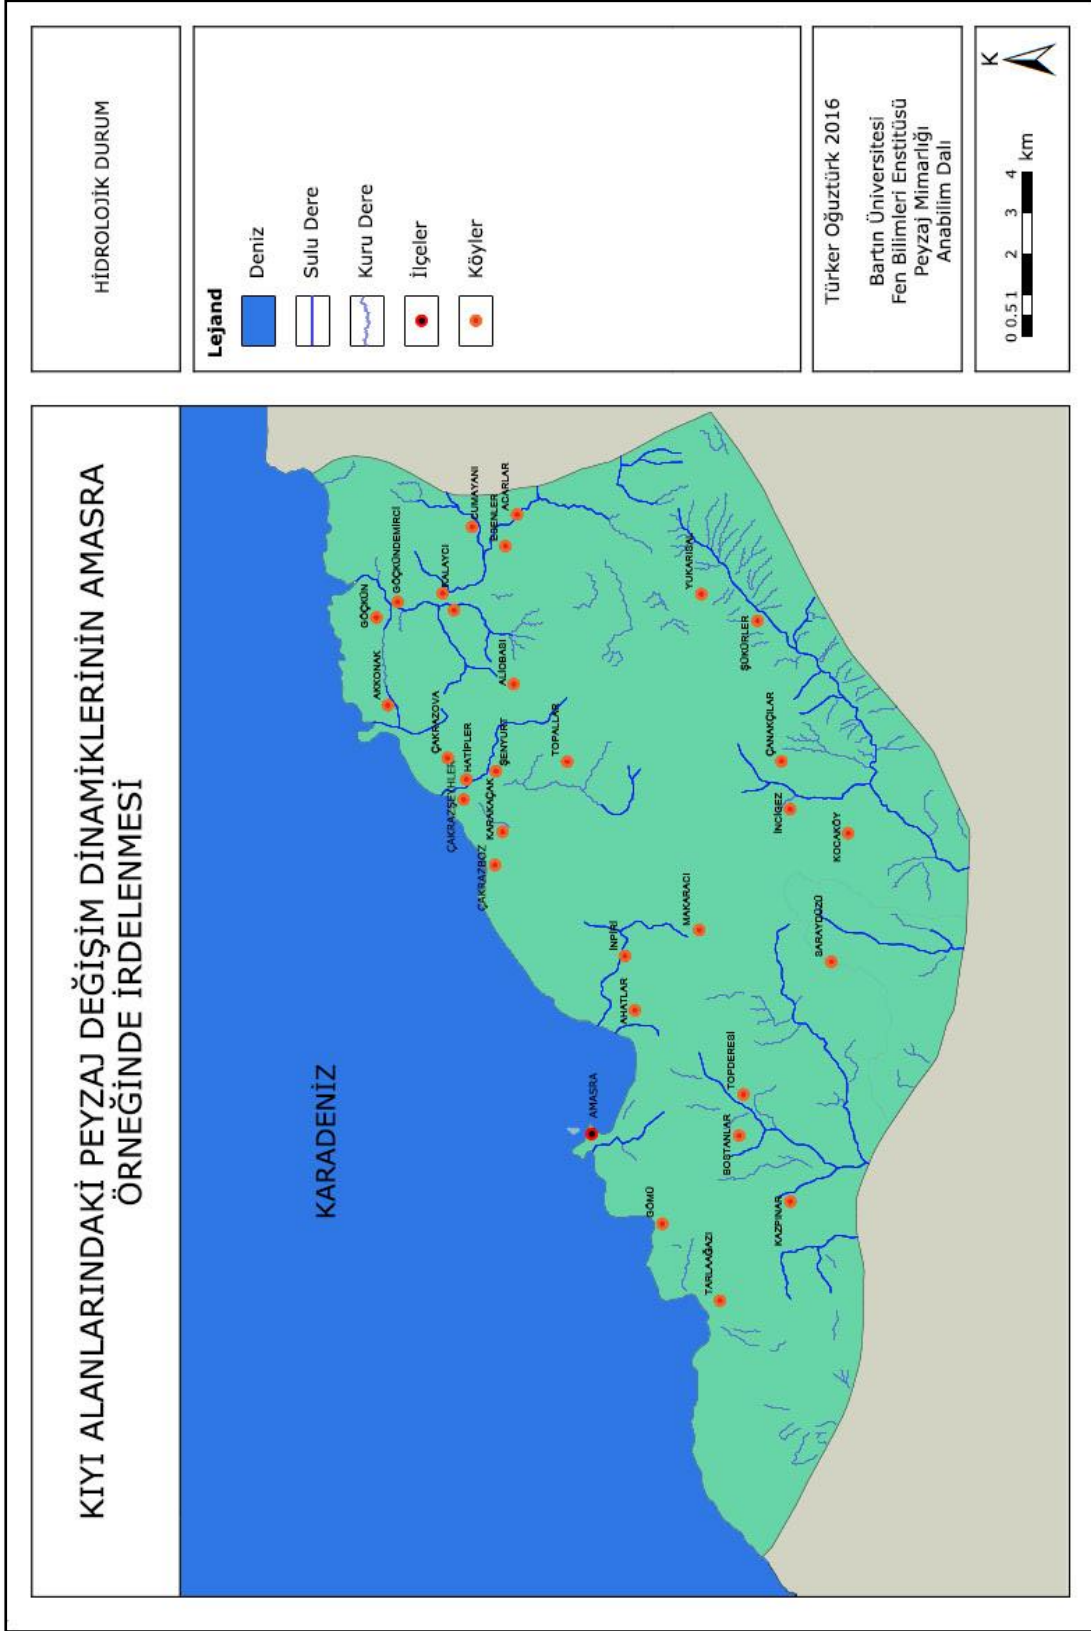 KIYI ALANLARINDAKİ PEYZAJ DEĞİŞİM DİNAMİKLERİNİN AMASRA
ÖRNEĞİNDE İRDELENMESİ
HİDROLOJİK DURUM
KARADENİZ
GÖÇKÜN
GÖÇKÜNDEMİRCİ
AKKONAK
KALAYCI
CUMAYANI
ESENLER
ACARLAR
ÇAKRAZOVA
HATİPLER
ÇAKRAZŞEYHLER
ALİOBASI
ŞENYURT
KARAKAÇAK
ÇAKRAZBOZ
TOPALLAR
AMASRA
İNPİRİ
AHATLAR
GÖMÜ
MAKARACI
YUKARISAL
TARLAAĞAZI
BOSTANLAR
TOPDERESİ
ŞÜKÜRLER
ÇANAKÇILAR
KAZPINAR
İNCİGEZ
SARAYDÜZÜ
KOCAKÖY
Lejand
Deniz
Sulu Dere
Kuru Dere
İlçeler
Köyler
Türker Oğuztürk 2016
Bartın Üniversitesi
Fen Bilimleri Enstitüsü
Peyzaj Mimarlığı
Anabilim Dalı
K
0 0.5 1 2 3 4
km